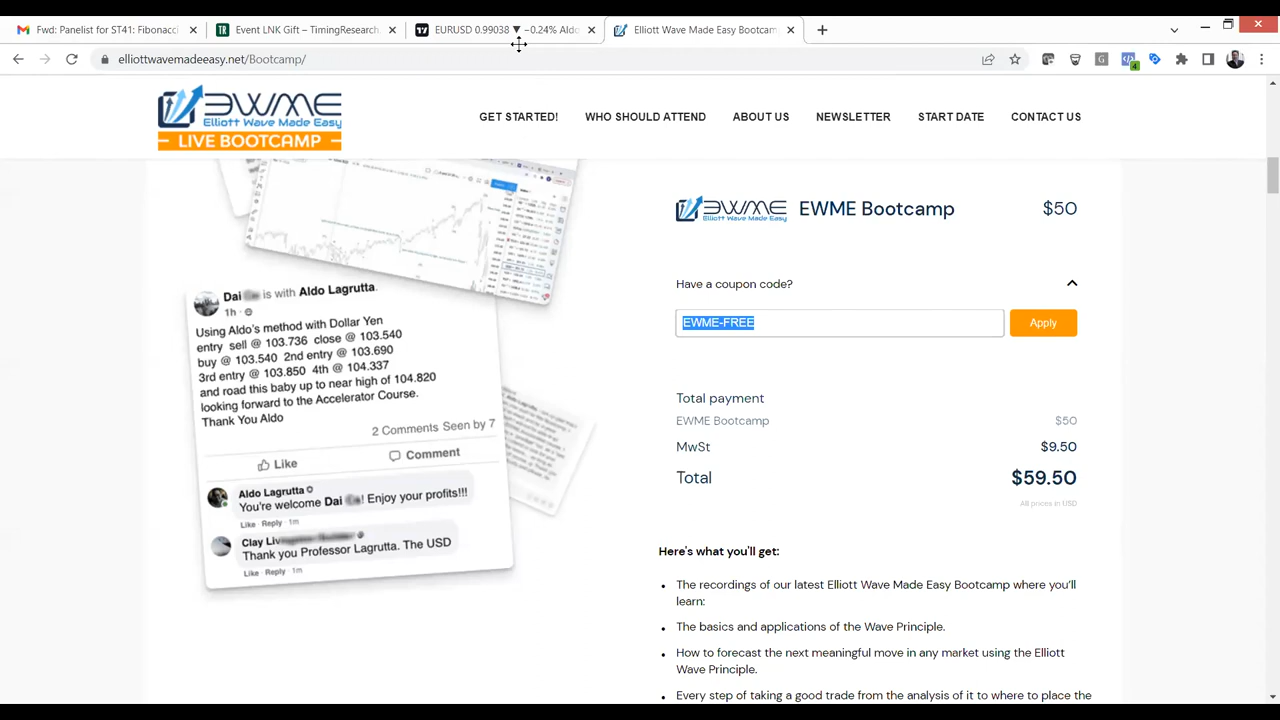 Fwd: Panelist for ST41: Fibonacci
Event LNK Gift – TimingResearch.
EURUSD 0.99038 ▼ −0.24% Aldo
Elliott Wave Made Easy Bootcamp
elliottwavemadeeasy.net/Bootcamp/
4
EWME
Elliott Wave Made Easy
LIVE BOOTCAMP
GET STARTED!
WHO SHOULD ATTEND
ABOUT US
NEWSLETTER
START DATE
CONTACT US
Dai is with Aldo Lagrutta.
1h
Using Aldo's method with Dollar Yen
entry sell @ 103.736 close @ 103.540
buy @ 103.540 2nd entry @ 103.690
3rd entry @ 103.850 4th @ 104.337
and road this baby up to near high of 104.820
looking forward to the Accelerator Course.
Thank You Aldo
2 Comments Seen by 7
Like
Comment
Aldo Lagrutta
You're welcome Dai ! Enjoy your profits!!!
Like · Reply · 1m
Clay
Thank you Professor Lagrutta. The USD
Like · Reply · 1m
EWME
Elliott Wave Made Easy
EWME Bootcamp
$50
Have a coupon code?
EWME-FREE
Apply
Total payment
EWME Bootcamp
$50
MwSt
$9.50
Total
$59.50
All prices in USD
Here's what you'll get:
• The recordings of our latest Elliott Wave Made Easy Bootcamp where you'll
learn:
• The basics and applications of the Wave Principle.
• How to forecast the next meaningful move in any market using the Elliott
Wave Principle.
• Every step of taking a good trade from the analysis of it to where to place the